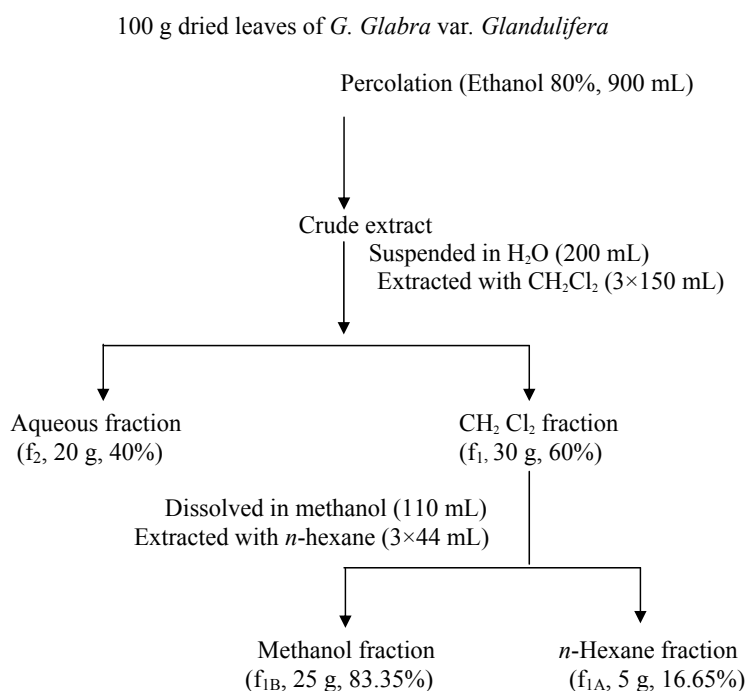 100 g dried leaves of G. Glabra var. Glandulifera
Percolation (Ethanol 80%, 900 mL)
Crude extract
Suspended in H₂O (200 mL)
Extracted with CH₂Cl₂ (3×150 mL)
Aqueous fraction
(f₂, 20 g, 40%)
CH₂ Cl₂ fraction
(f₁, 30 g, 60%)
Dissolved in methanol (110 mL)
Extracted with n-hexane (3×44 mL)
Methanol fraction
(f₁B, 25 g, 83.35%)
n-Hexane fraction
(f₁A, 5 g, 16.65%)